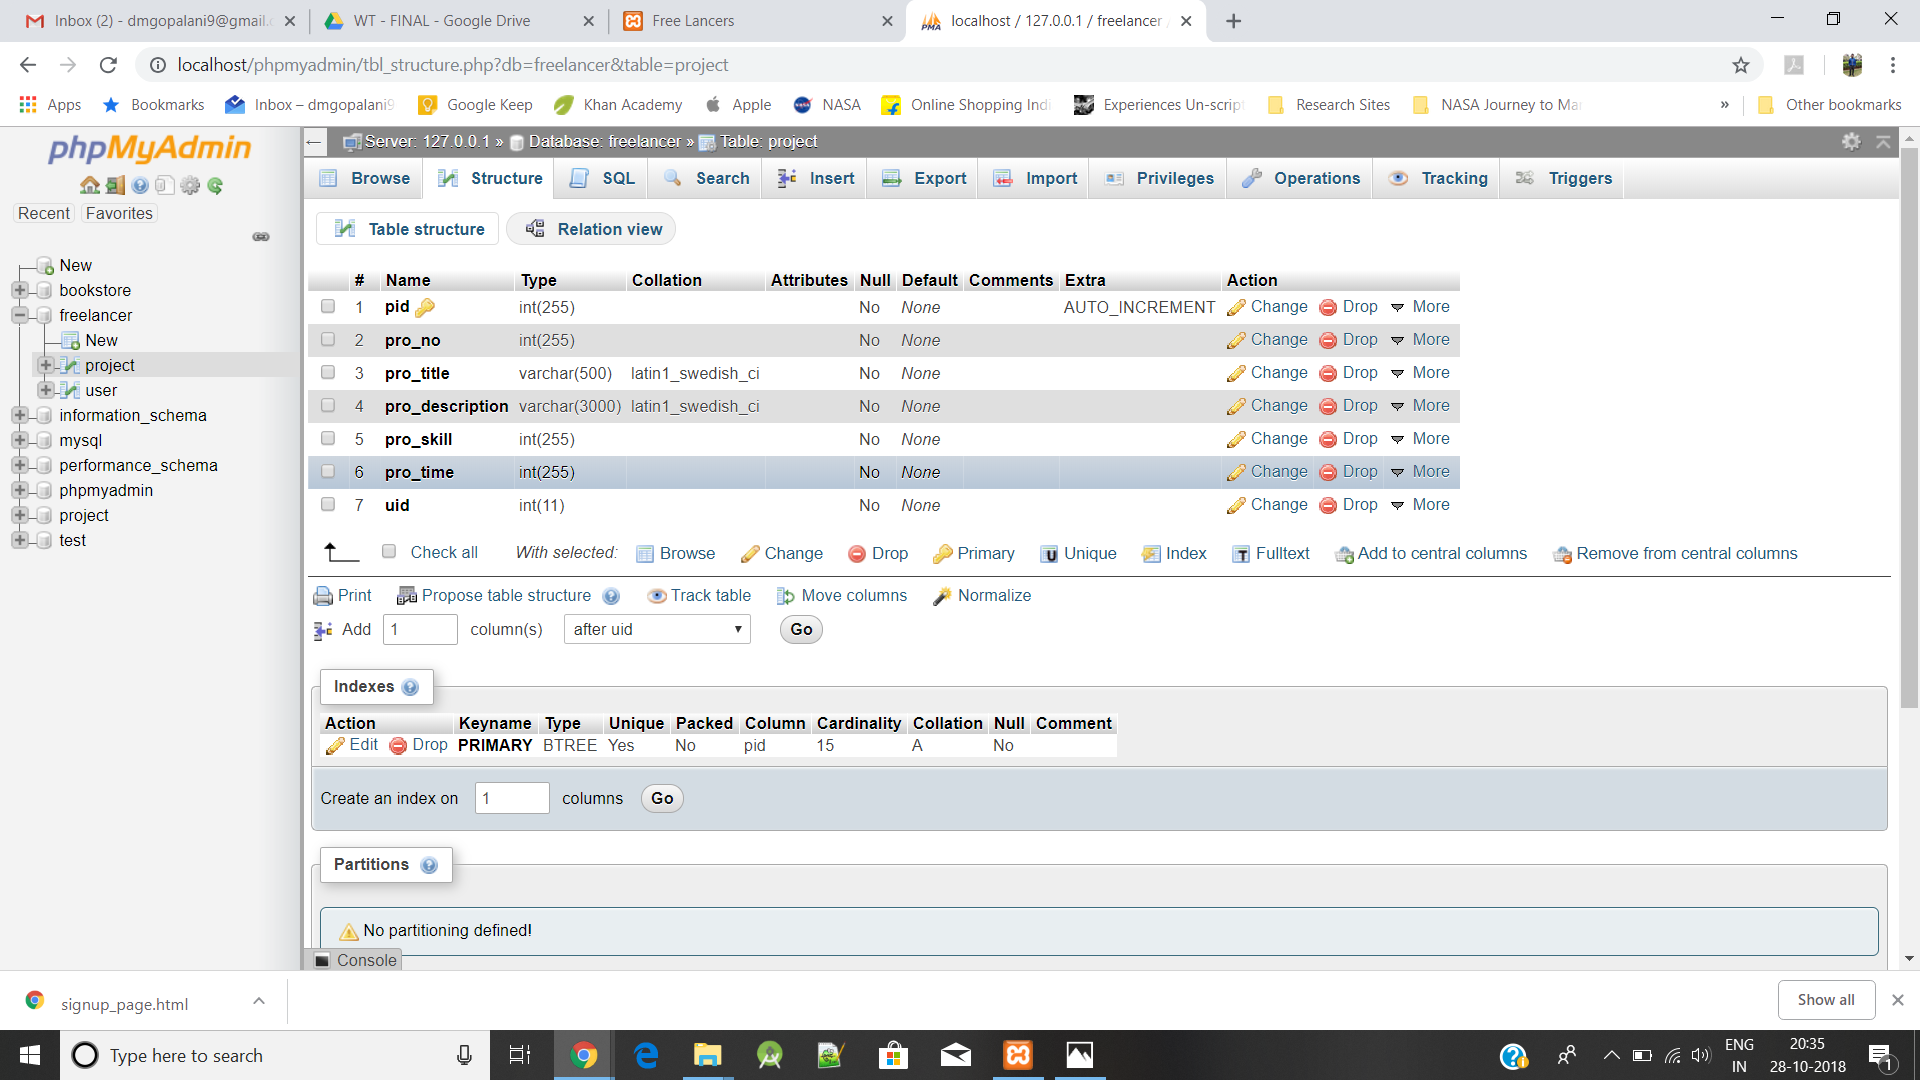 Inbox (2) - dmgopalani9@gmail.c
WT - FINAL - Google Drive
Free Lancers
localhost / 127.0.0.1 / freelancer /
localhost/phpmyadmin/tbl_structure.php?db=freelancer&table=project
Apps Bookmarks Inbox – dmgopalani9 Google Keep Khan Academy Apple NASA Online Shopping Indi Experiences Un-script Research Sites NASA Journey to Mar » Other bookmarks
phpMyAdmin
Recent Favorites
New
bookstore
freelancer
New
project
user
information_schema
mysql
performance_schema
phpmyadmin
project
test
Server: 127.0.0.1 » Database: freelancer » Table: project
Browse Structure SQL Search Insert Export Import Privileges Operations Tracking Triggers
Table structure Relation view
# Name Type Collation Attributes Null Default Comments Extra Action
1 pid int(255) No None AUTO_INCREMENT Change Drop More
2 pro_no int(255) No None Change Drop More
3 pro_title varchar(500) latin1_swedish_ci No None Change Drop More
4 pro_description varchar(3000) latin1_swedish_ci No None Change Drop More
5 pro_skill int(255) No None Change Drop More
6 pro_time int(255) No None Change Drop More
7 uid int(11) No None Change Drop More
Check all With selected: Browse Change Drop Primary Unique Index Fulltext Add to central columns Remove from central columns
Print Propose table structure Track table Move columns Normalize
Add 1 column(s) after uid Go
Indexes
Action Keyname Type Unique Packed Column Cardinality Collation Null Comment
Edit Drop PRIMARY BTREE Yes No pid 15 A No
Create an index on 1 columns Go
Partitions
No partitioning defined!
Console
signup_page.html
Show all
Type here to search
ENG
IN
20:35
28-10-2018
1